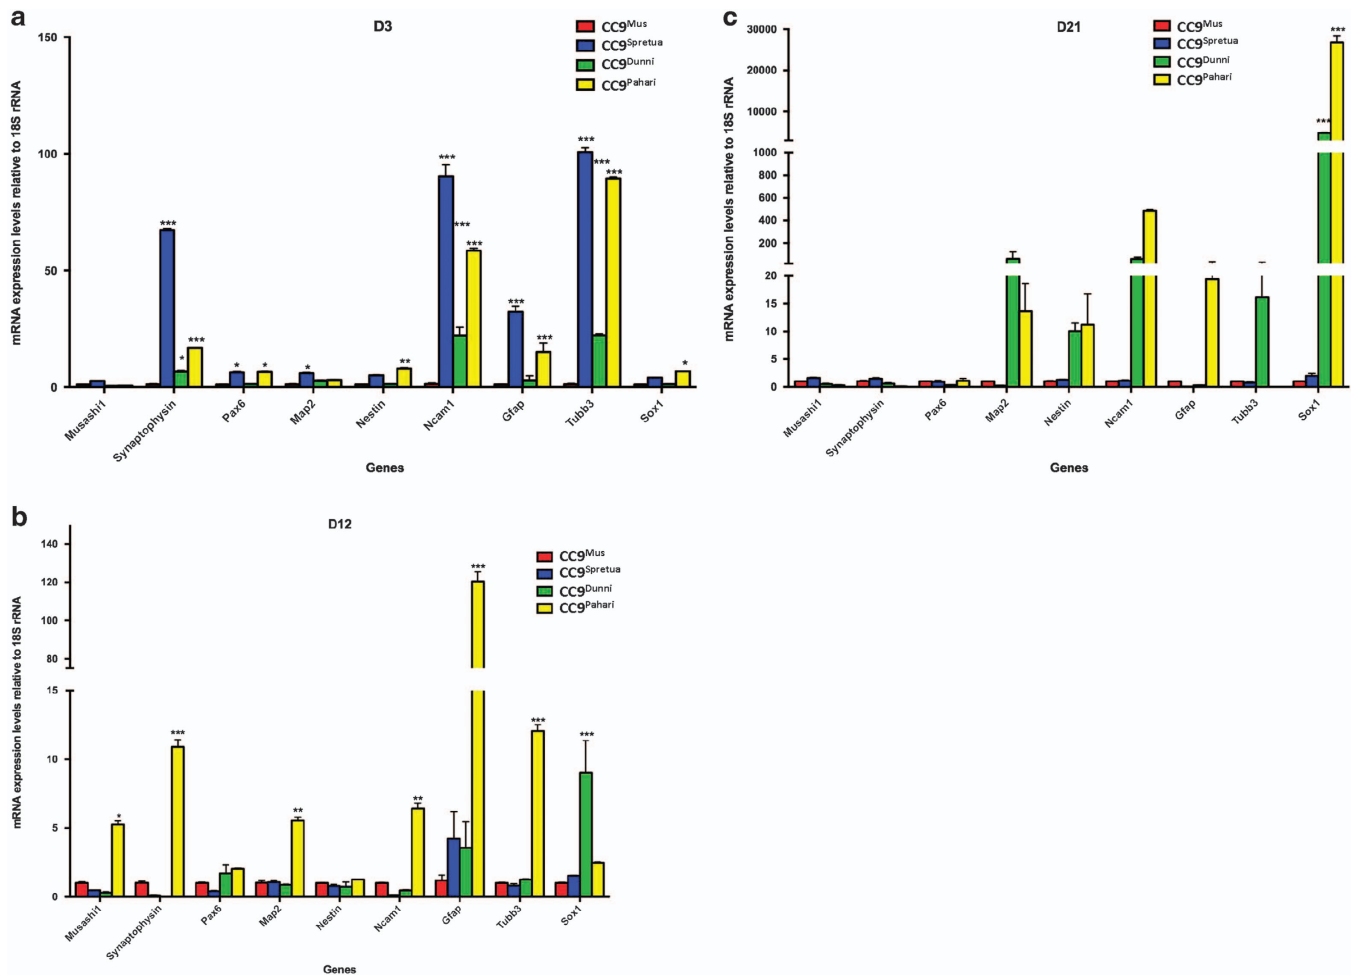 a
D3
CC9Mus
CC9Spretua
CC9Dunni
CC9Pahari
mRNA expression levels relative to 18S rRNA
150
100
50
0
***
***
*
***
*
*
*
**
***
***
***
***
***
***
***
***
*
Musashi1
Synaptophysin
Pax6
Map2
Nestin
Ncam1
Gfap
Tubb3
Sox1
Genes
c
D21
CC9Mus
CC9Spretua
CC9Dunni
CC9Pahari
mRNA expression levels relative to 18S rRNA
30000
20000
10000
1000
800
600
400
200
20
15
10
5
0
***
***
Musashi1
Synaptophysin
Pax6
Map2
Nestin
Ncam1
Gfap
Tubb3
Sox1
Genes
b
D12
CC9Mus
CC9Spretua
CC9Dunni
CC9Pahari
mRNA expression levels relative to 18S rRNA
140
120
100
80
15
10
5
0
*
***
**
**
***
***
***
Musashi1
Synaptophysin
Pax6
Map2
Nestin
Ncam1
Gfap
Tubb3
Sox1
Genes